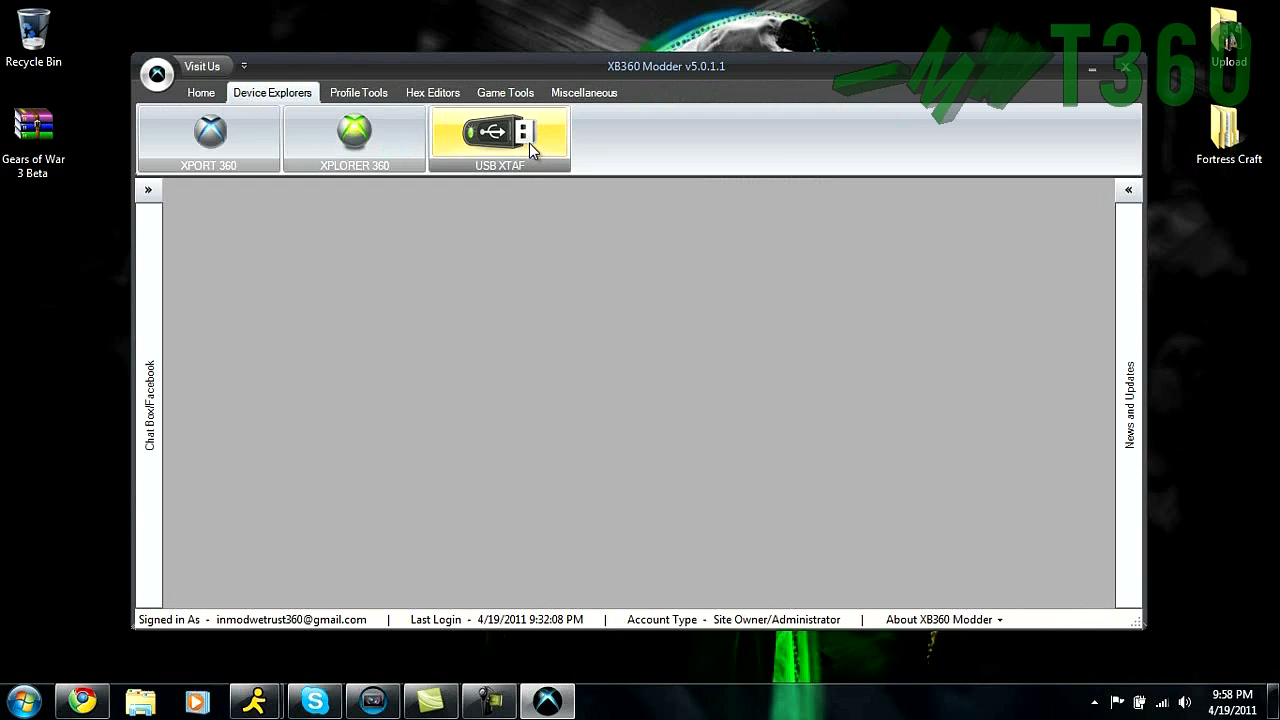 Recycle Bin
Gears of War
3 Beta
Upload
Fortress Craft
T360
Visit Us
XB360 Modder v5.0.1.1
Home
Device Explorers
Profile Tools
Hex Editors
Game Tools
Miscellaneous
XPORT 360
XPLORER 360
USB XTAF
»
«
Chat Box/Facebook
News and Updates
Signed in As - inmodwetrust360@gmail.com | Last Login - 4/19/2011 9:32:08 PM | Account Type - Site Owner/Administrator | About XB360 Modder
9:58 PM
4/19/2011